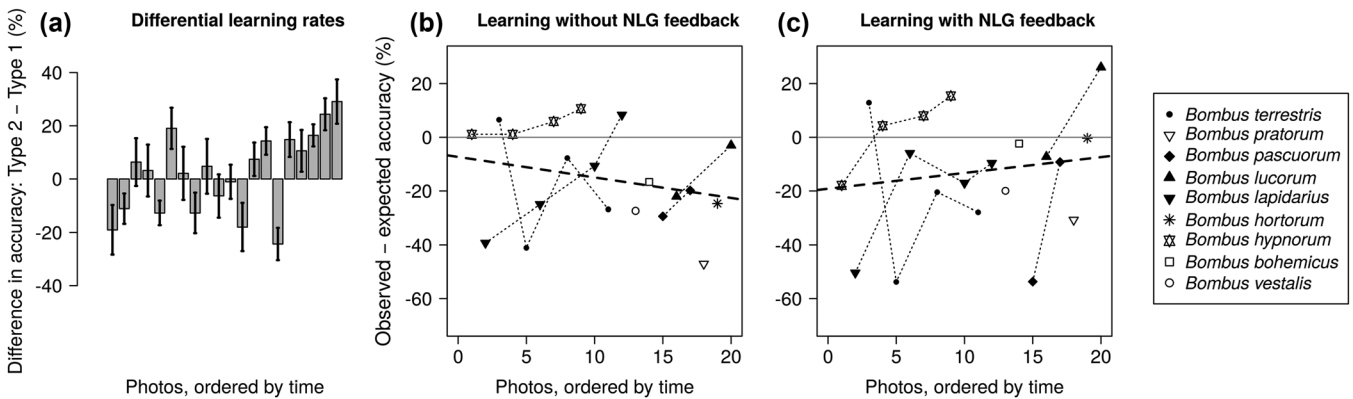 (a)
Differential learning rates
Difference in accuracy: Type 2 − Type 1 (%)
40
20
0
-20
-40
Photos, ordered by time
(b)
Learning without NLG feedback
Observed − expected accuracy (%)
20
0
-20
-40
-60
0 5 10 15 20
Photos, ordered by time
(c)
Learning with NLG feedback
20
0
-20
-40
-60
0 5 10 15 20
Photos, ordered by time
Bombus terrestris
Bombus pratorum
Bombus pascuorum
Bombus lucorum
Bombus lapidarius
Bombus hortorum
Bombus hypnorum
Bombus bohemicus
Bombus vestalis